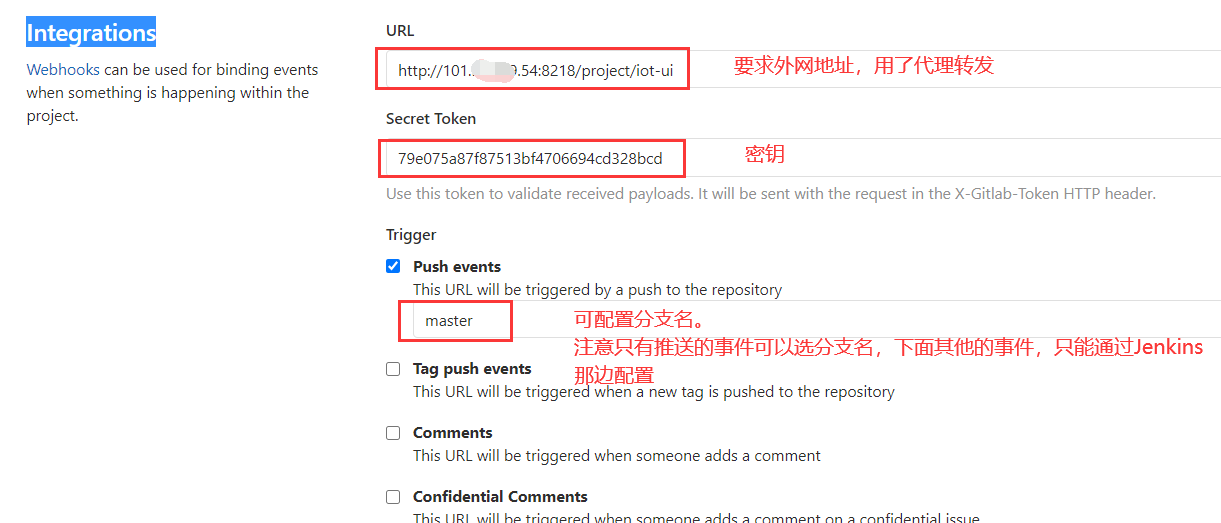 Integrations
Webhooks can be used for binding events
when something is happening within the
project.
URL
http://101. 9.54:8218/project/iot-ui
要求外网地址，用了代理转发
Secret Token
79e075a87f87513bf4706694cd328bcd
密钥
Use this token to validate received payloads. It will be sent with the request in the X-Gitlab-Token HTTP header.
Trigger
Push events
This URL will be triggered by a push to the repository
master
可配置分支名。
注意只有推送的事件可以选分支名，下面其他的事件，只能通过Jenkins
那边配置
Tag push events
This URL will be triggered when a new tag is pushed to the repository
Comments
This URL will be triggered when someone adds a comment
Confidential Comments
This URL will be triggered when someone adds a comment on a confidential issue